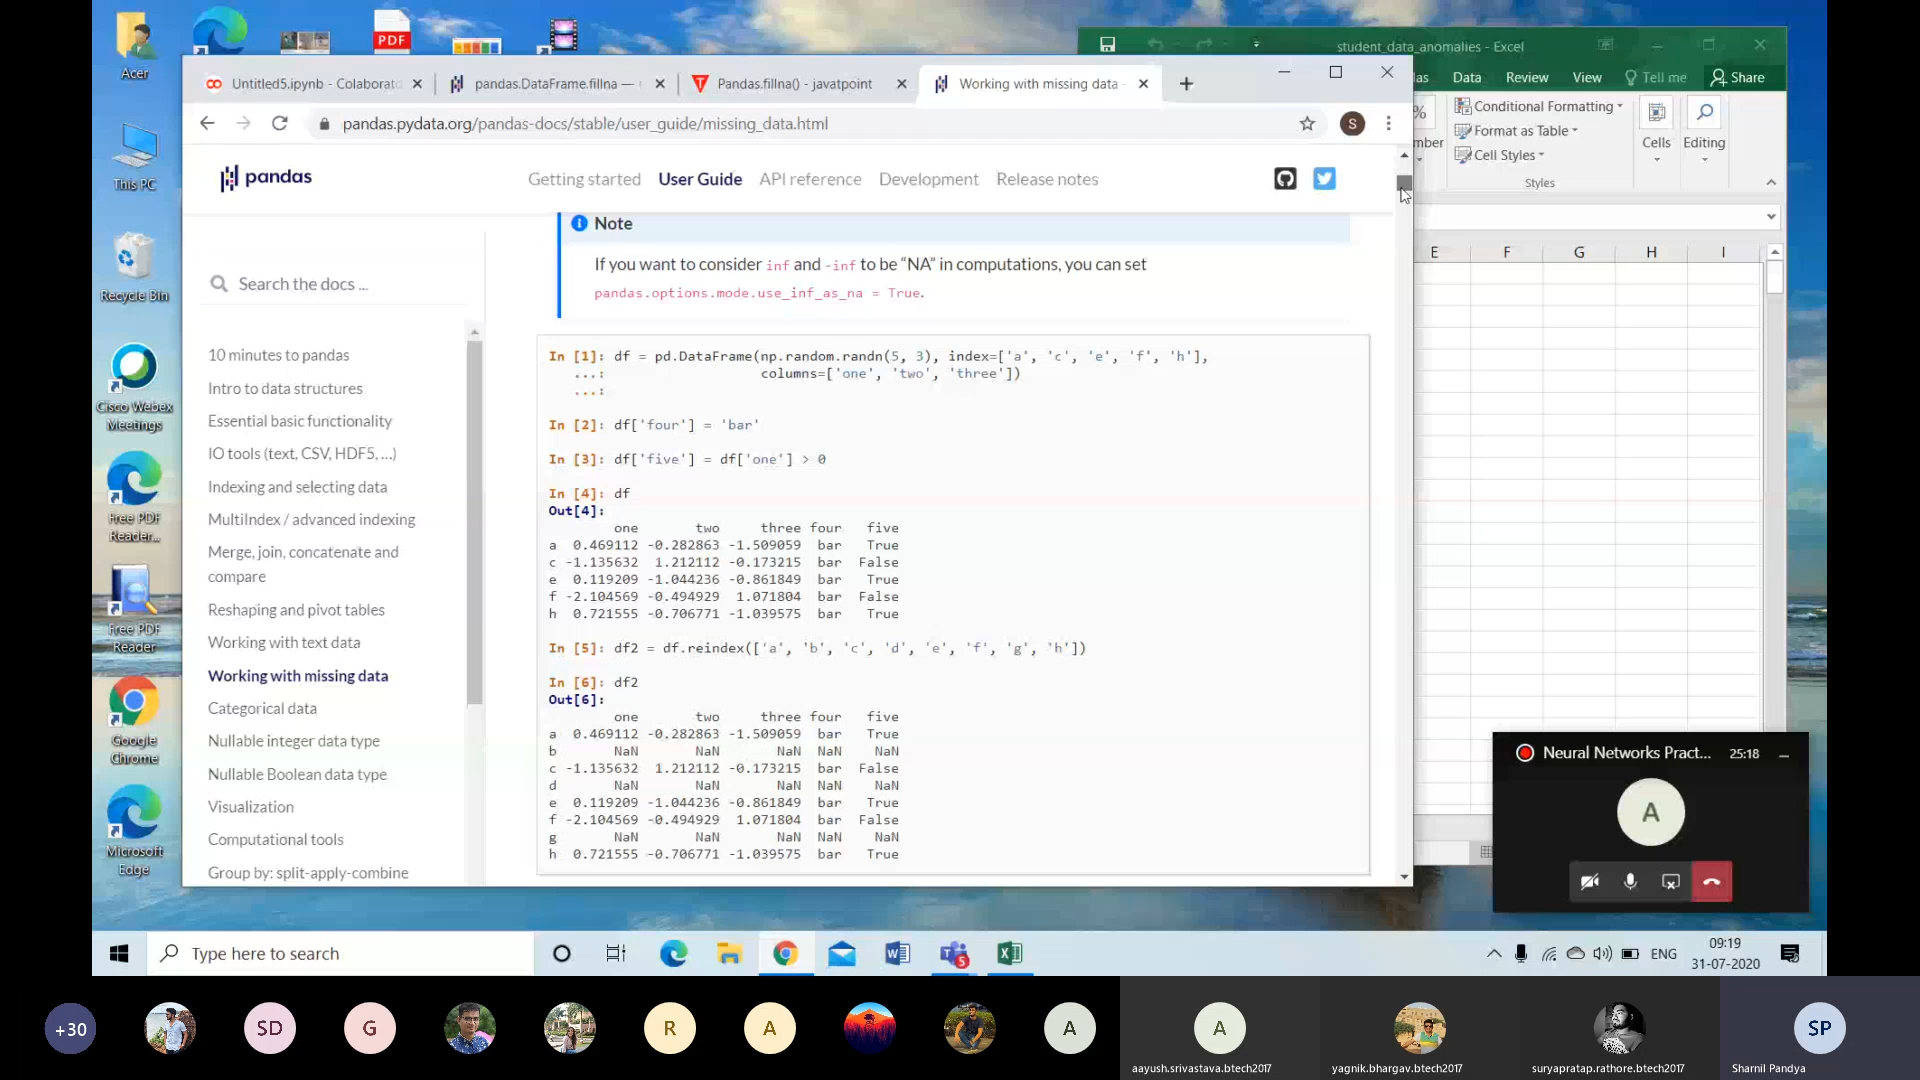 Acer
PDF
This PC
Recycle Bin
Cisco Webex
Meetings
Free PDF
Reader...
Free PDF
Reader
Google
Chrome
Microsoft
Edge
student_data_anomalies - Excel
Data Review View Tell me Share
Conditional Formatting
Format as Table
Cell Styles
Styles
Cells
Editing
E F G H I
Untitled5.ipynb - Colaborato
pandas.DataFrame.fillna —
Pandas.fillna() - javatpoint
Working with missing data -
pandas.pydata.org/pandas-docs/stable/user_guide/missing_data.html
S
pandas
Getting started User Guide API reference Development Release notes
Search the docs ...
10 minutes to pandas
Intro to data structures
Essential basic functionality
IO tools (text, CSV, HDF5, …)
Indexing and selecting data
MultiIndex / advanced indexing
Merge, join, concatenate and
compare
Reshaping and pivot tables
Working with text data
Working with missing data
Categorical data
Nullable integer data type
Nullable Boolean data type
Visualization
Computational tools
Group by: split-apply-combine
Note
If you want to consider inf and -inf to be “NA” in computations, you can set
pandas.options.mode.use_inf_as_na = True.
In [1]: df = pd.DataFrame(np.random.randn(5, 3), index=['a', 'c', 'e', 'f', 'h'],
...: columns=['one', 'two', 'three'])
...:
In [2]: df['four'] = 'bar'
In [3]: df['five'] = df['one'] > 0
In [4]: df
Out[4]:
one two three four five
a 0.469112 -0.282863 -1.509059 bar True
c -1.135632 1.212112 -0.173215 bar False
e 0.119209 -1.044236 -0.861849 bar True
f -2.104569 -0.494929 1.071804 bar False
h 0.721555 -0.706771 -1.039575 bar True
In [5]: df2 = df.reindex(['a', 'b', 'c', 'd', 'e', 'f', 'g', 'h'])
In [6]: df2
Out[6]:
one two three four five
a 0.469112 -0.282863 -1.509059 bar True
b NaN NaN NaN NaN NaN
c -1.135632 1.212112 -0.173215 bar False
d NaN NaN NaN NaN NaN
e 0.119209 -1.044236 -0.861849 bar True
f -2.104569 -0.494929 1.071804 bar False
g NaN NaN NaN NaN NaN
h 0.721555 -0.706771 -1.039575 bar True
Neural Networks Pract... 25:18
A
Type here to search
ENG
09:19
31-07-2020
+30
SD
G
R
A
A
A
SP
aayush.srivastava.btech2017
yagnik.bhargav.btech2017
suryapratap.rathore.btech2017
Sharnil Pandya